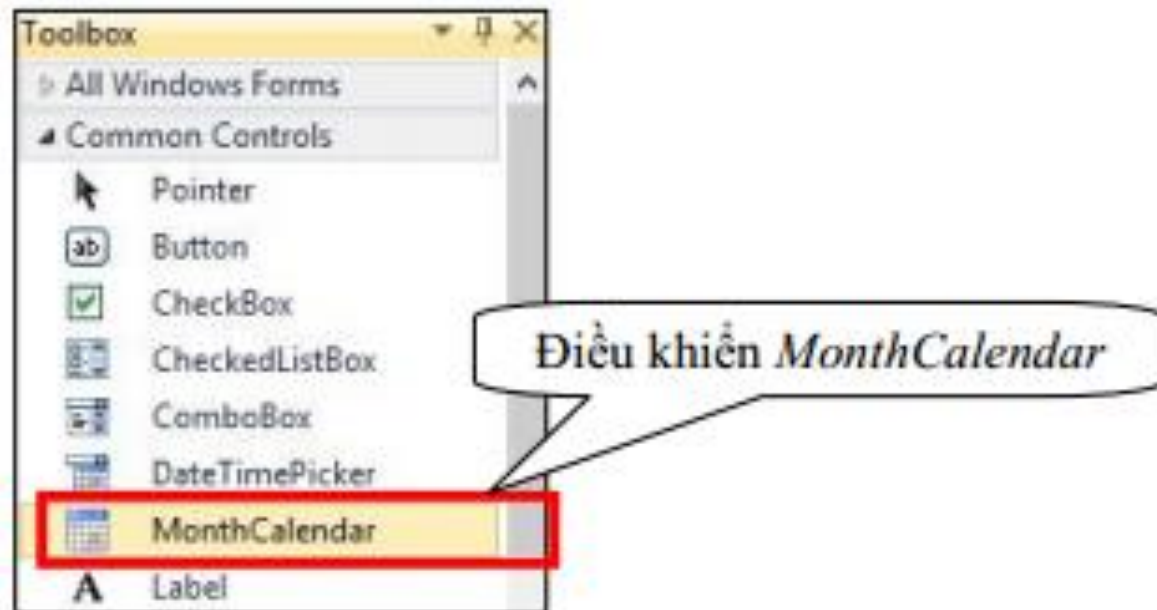 Toolbox
All Windows Forms
Common Controls
Pointer
ab Button
CheckBox
CheckedListBox
ComboBox
DateTimePicker
MonthCalendar
A Label
Điều khiển MonthCalendar